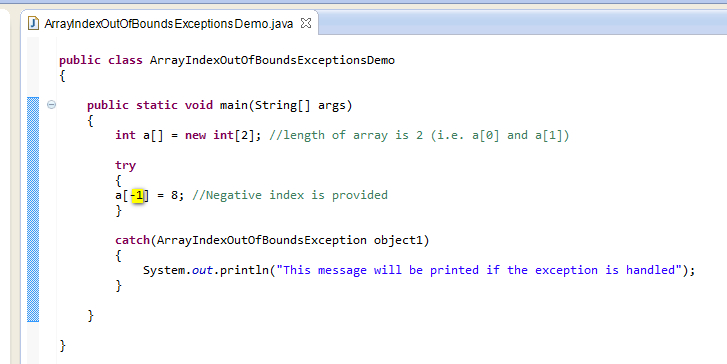 ArrayIndexOutOfBoundsExceptionsDemo.java
public class ArrayIndexOutOfBoundsExceptionsDemo
{
public static void main(String[] args)
{
int a[] = new int[2]; //length of array is 2 (i.e. a[0] and a[1])
try
{
a[-1] = 8; //Negative index is provided
}
catch(ArrayIndexOutOfBoundsException object1)
{
System.out.println("This message will be printed if the exception is handled");
}
}
}